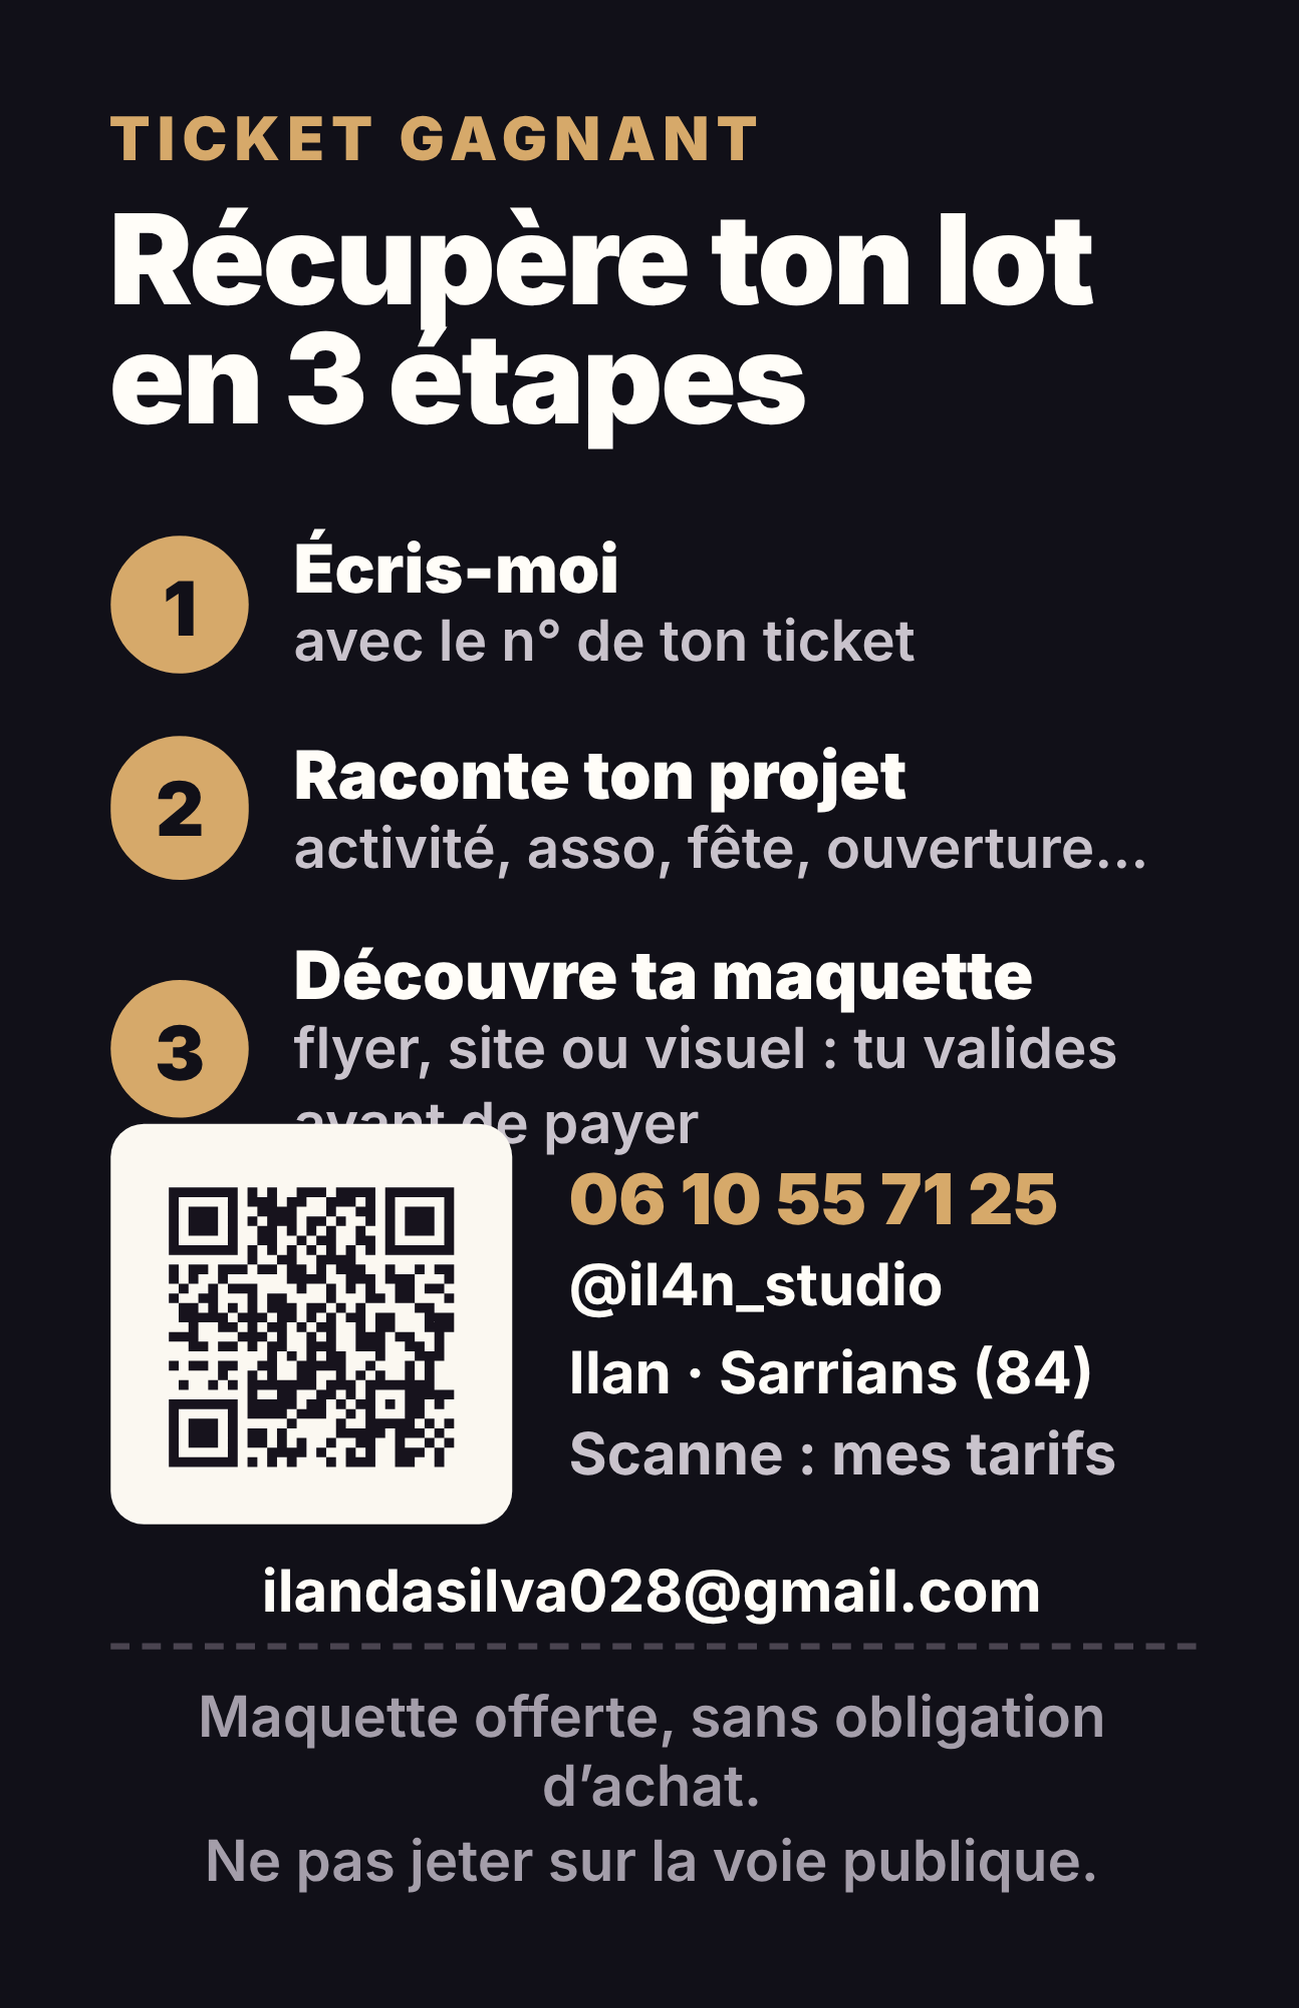 TICKET GAGNANT
Récupère ton lot
en 3 étapes
1
Écris-moi
avec le n° de ton ticket
2
Raconte ton projet
activité, asso, fête, ouverture…
3
Découvre ta maquette
flyer, site ou visuel : tu valides
avant de payer
06 10 55 71 25
@il4n_studio
Ilan · Sarrians (84)
Scanne : mes tarifs
ilandasilva028@gmail.com
Maquette offerte, sans obligation
d’achat.
Ne pas jeter sur la voie publique.